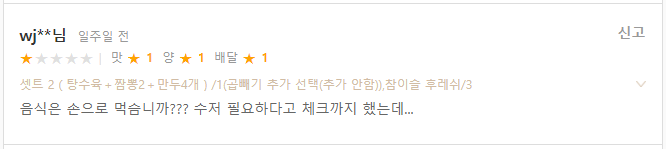 wj**님 일주일 전 신고
★★★★★ | 맛 ★ 1 양 ★ 1 배달 ★ 1
셋트 2 ( 탕수육 + 짬뽕2 + 만두4개 ) /1(곱빼기 추가 선택(추가 안함)),참이슬 후레쉬/3
음식은 손으로 먹슴니까??? 수저 필요하다고 체크까지 했는데...